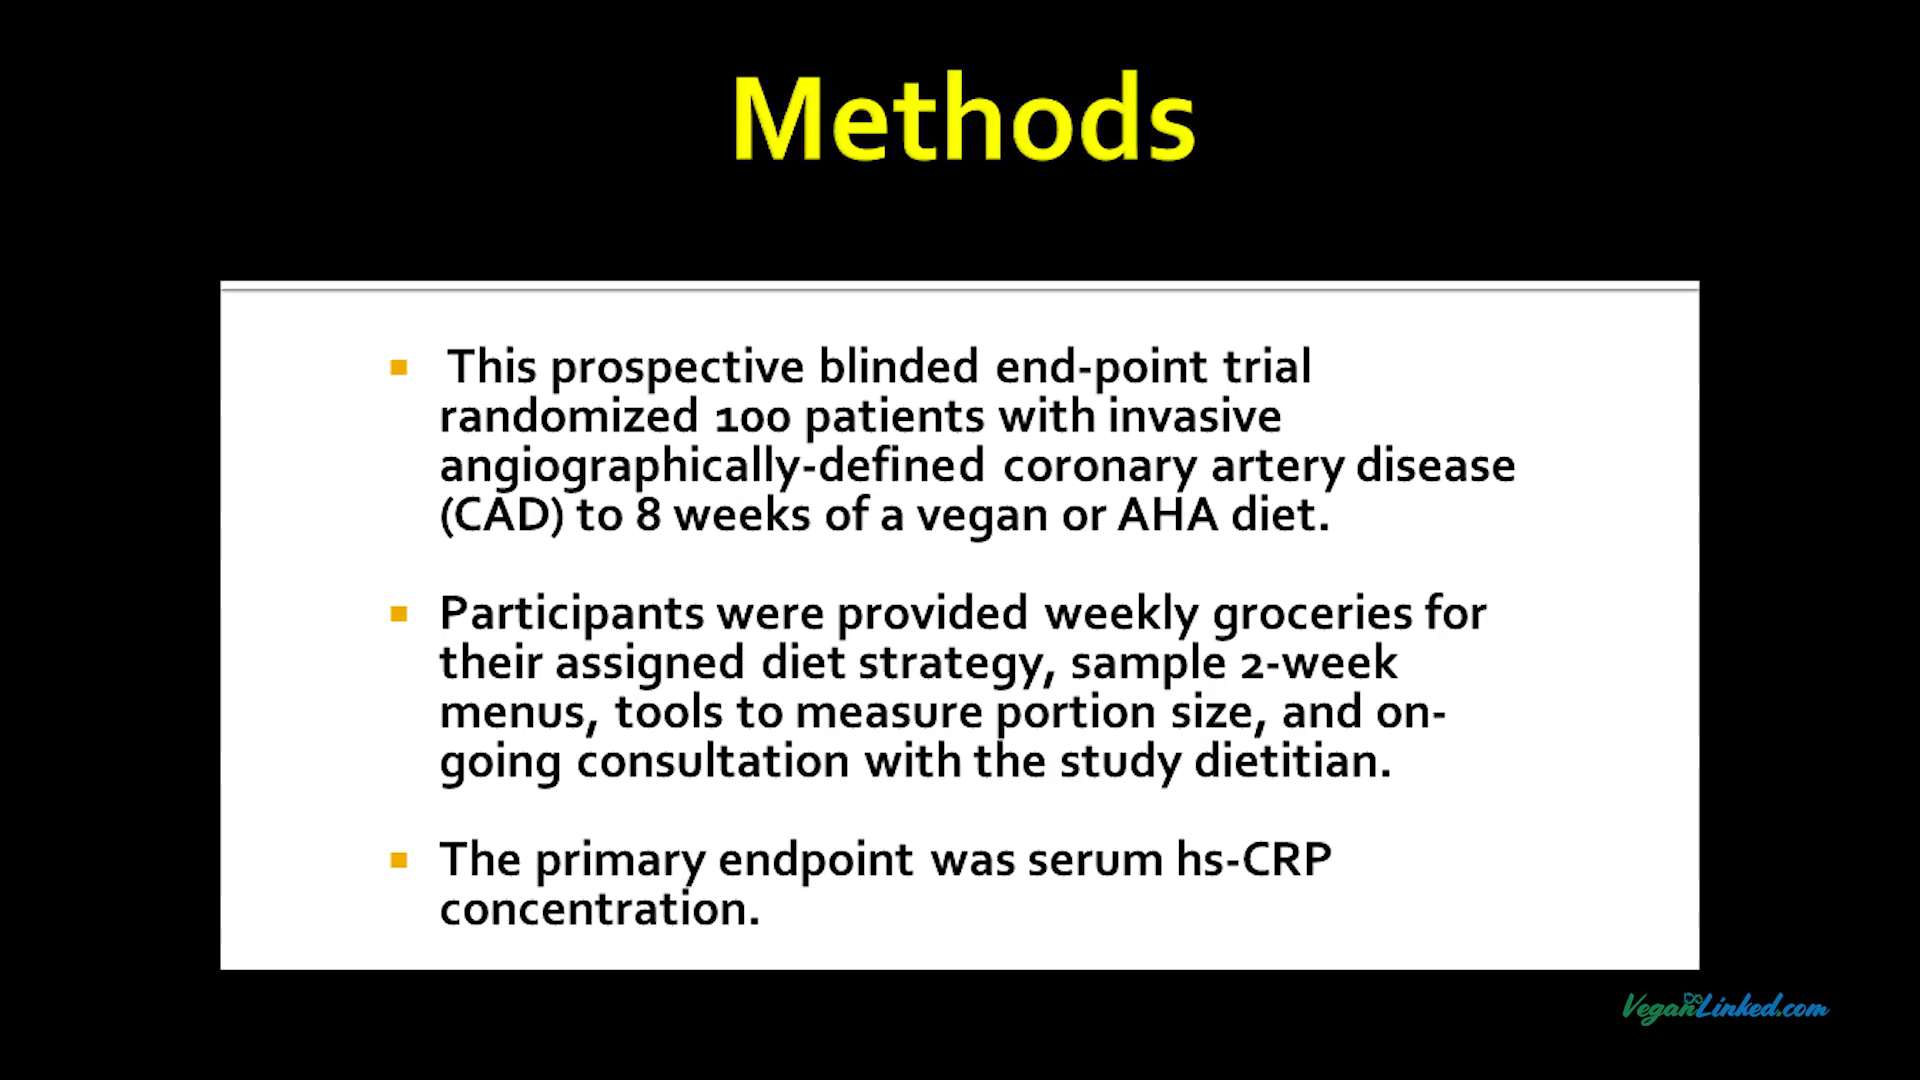 Methods
This prospective blinded end-point trial
randomized 100 patients with invasive
angiographically-defined coronary artery disease
(CAD) to 8 weeks of a vegan or AHA diet.
Participants were provided weekly groceries for
their assigned diet strategy, sample 2-week
menus, tools to measure portion size, and on-
going consultation with the study dietitian.
The primary endpoint was serum hs-CRP
concentration.
VeganLinked.com